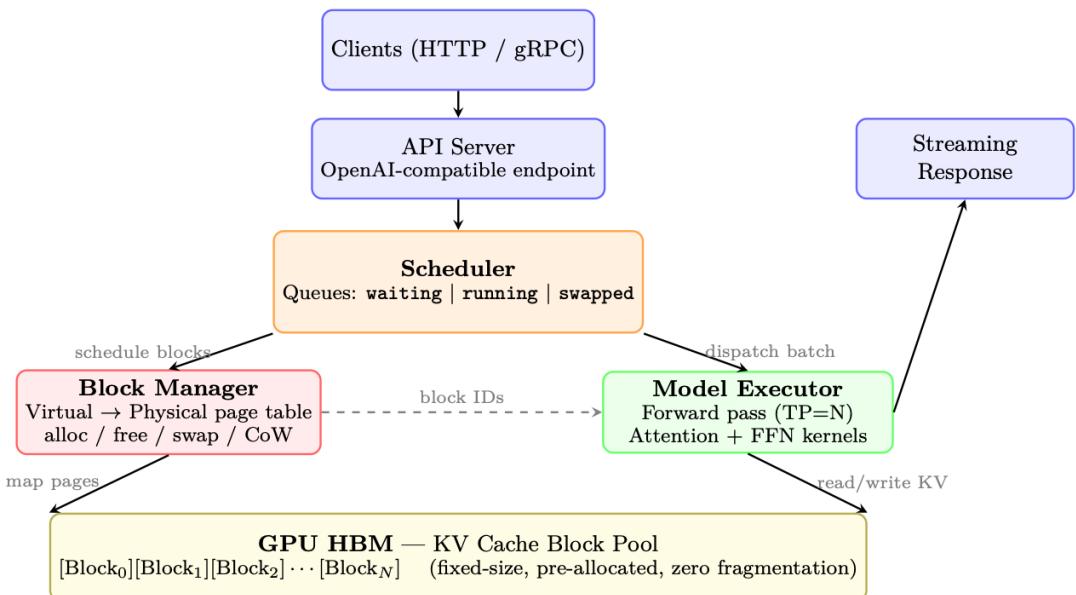 Clients (HTTP / gRPC)
API Server
OpenAI-compatible endpoint
Streaming
Response
Scheduler
Queues: waiting | running | swapped
schedule blocks
dispatch batch
Block Manager
Virtual → Physical page table
alloc / free / swap / CoW
block IDs
Model Executor
Forward pass (TP=N)
Attention + FFN kernels
map pages
read/write KV
GPU HBM — KV Cache Block Pool
[Block₀][Block₁][Block₂] ⋯ [Block_N] (fixed-size, pre-allocated, zero fragmentation)